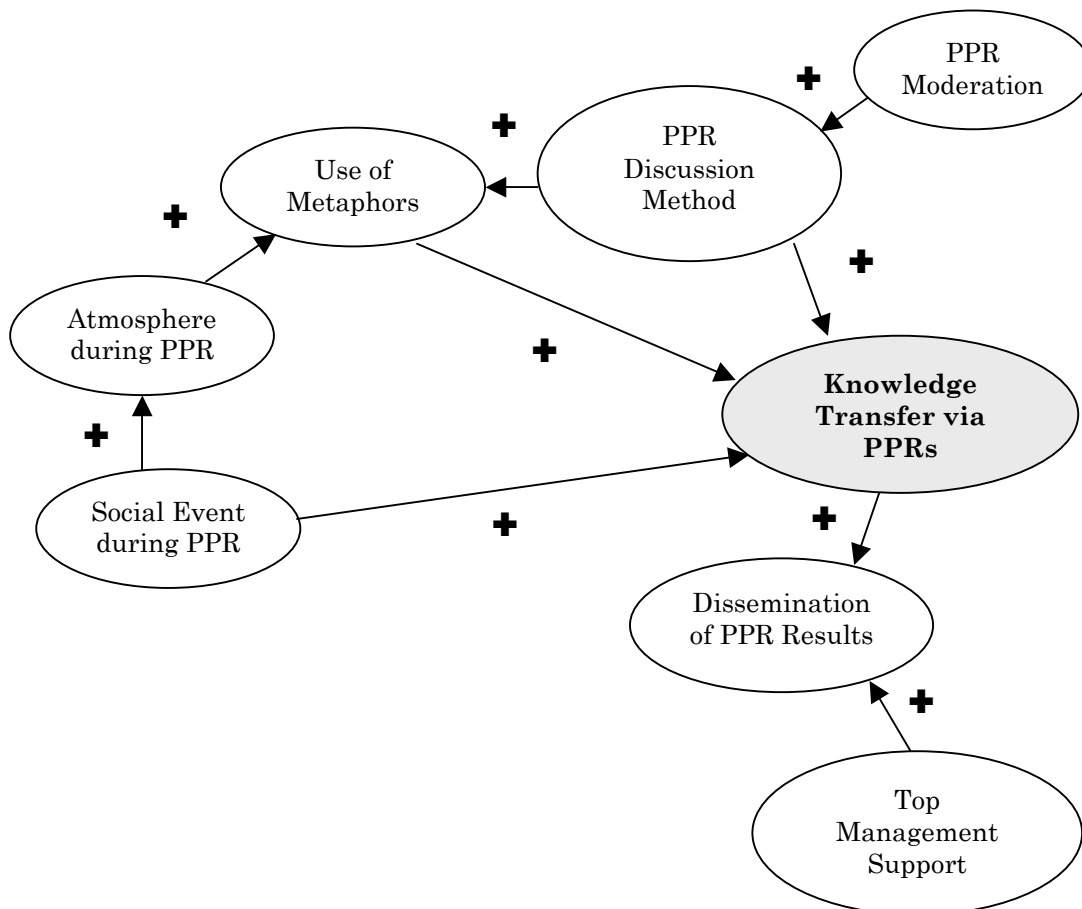 PPR
Moderation
PPR
Discussion
Method
Use of
Metaphors
Atmosphere
during PPR
Knowledge
Transfer via
PPRs
Social Event
during PPR
Dissemination
of PPR Results
Top
Management
Support